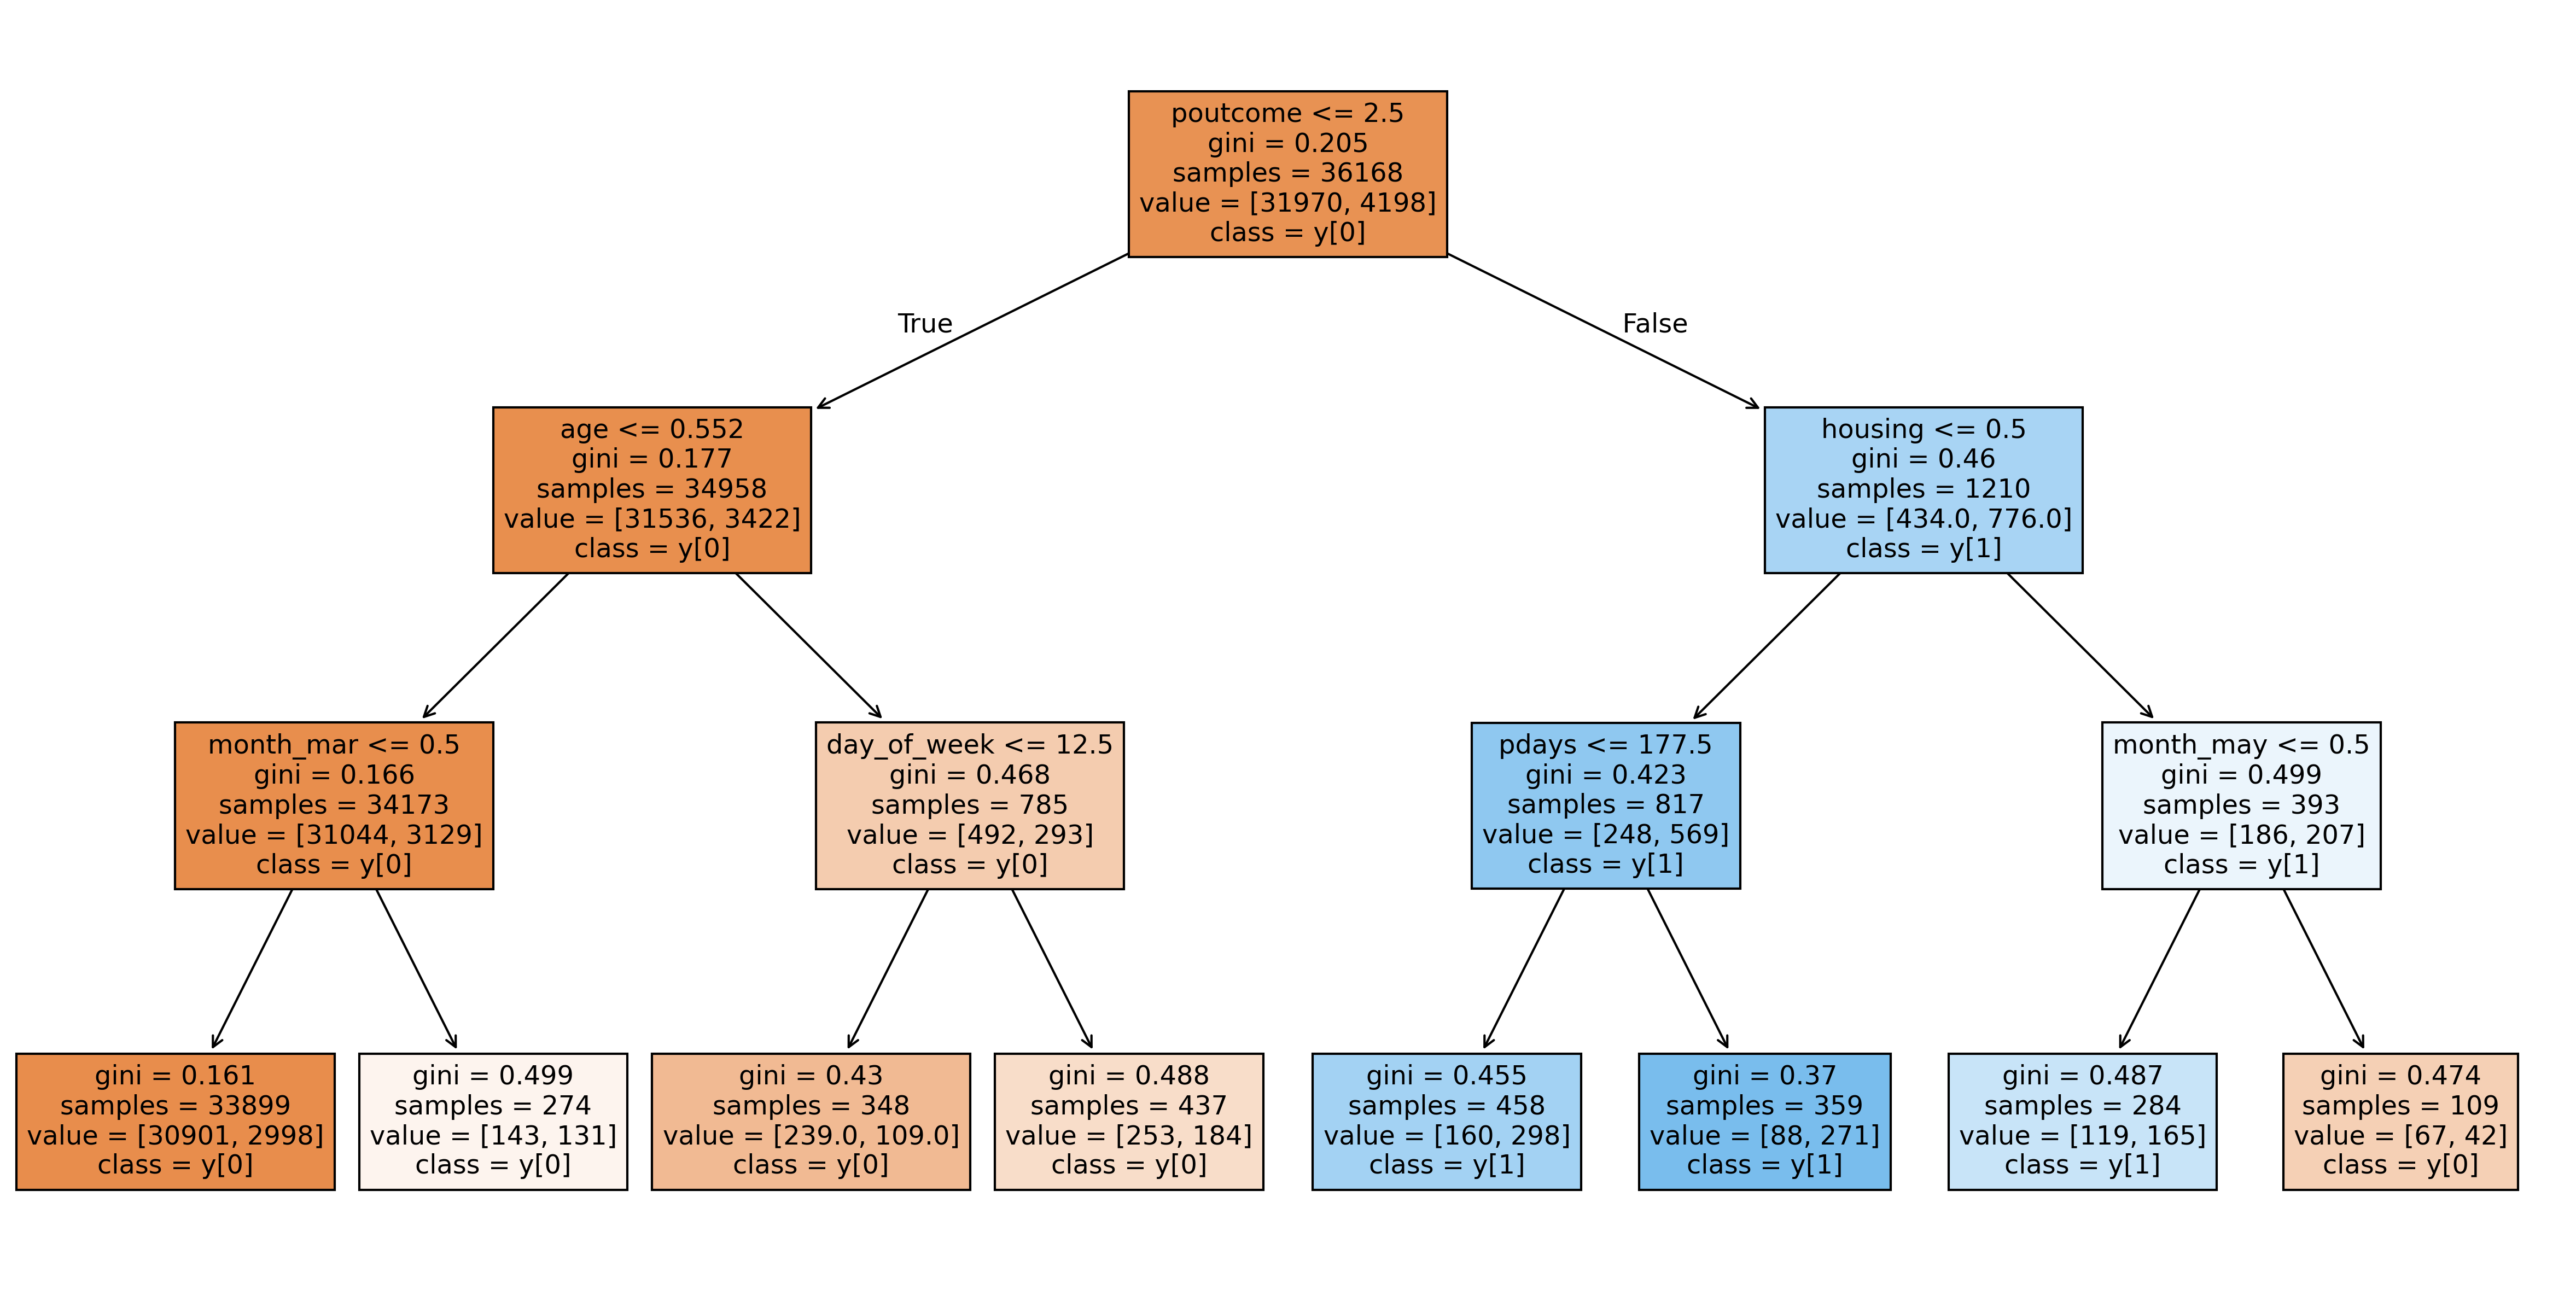 poutcome <= 2.5
gini = 0.205
samples = 36168
value = [31970, 4198]
class = y[0]
True
False
age <= 0.552
gini = 0.177
samples = 34958
value = [31536, 3422]
class = y[0]
housing <= 0.5
gini = 0.46
samples = 1210
value = [434.0, 776.0]
class = y[1]
month_mar <= 0.5
gini = 0.166
samples = 34173
value = [31044, 3129]
class = y[0]
day_of_week <= 12.5
gini = 0.468
samples = 785
value = [492, 293]
class = y[0]
pdays <= 177.5
gini = 0.423
samples = 817
value = [248, 569]
class = y[1]
month_may <= 0.5
gini = 0.499
samples = 393
value = [186, 207]
class = y[1]
gini = 0.161
samples = 33899
value = [30901, 2998]
class = y[0]
gini = 0.499
samples = 274
value = [143, 131]
class = y[0]
gini = 0.43
samples = 348
value = [239.0, 109.0]
class = y[0]
gini = 0.488
samples = 437
value = [253, 184]
class = y[0]
gini = 0.455
samples = 458
value = [160, 298]
class = y[1]
gini = 0.37
samples = 359
value = [88, 271]
class = y[1]
gini = 0.487
samples = 284
value = [119, 165]
class = y[1]
gini = 0.474
samples = 109
value = [67, 42]
class = y[0]